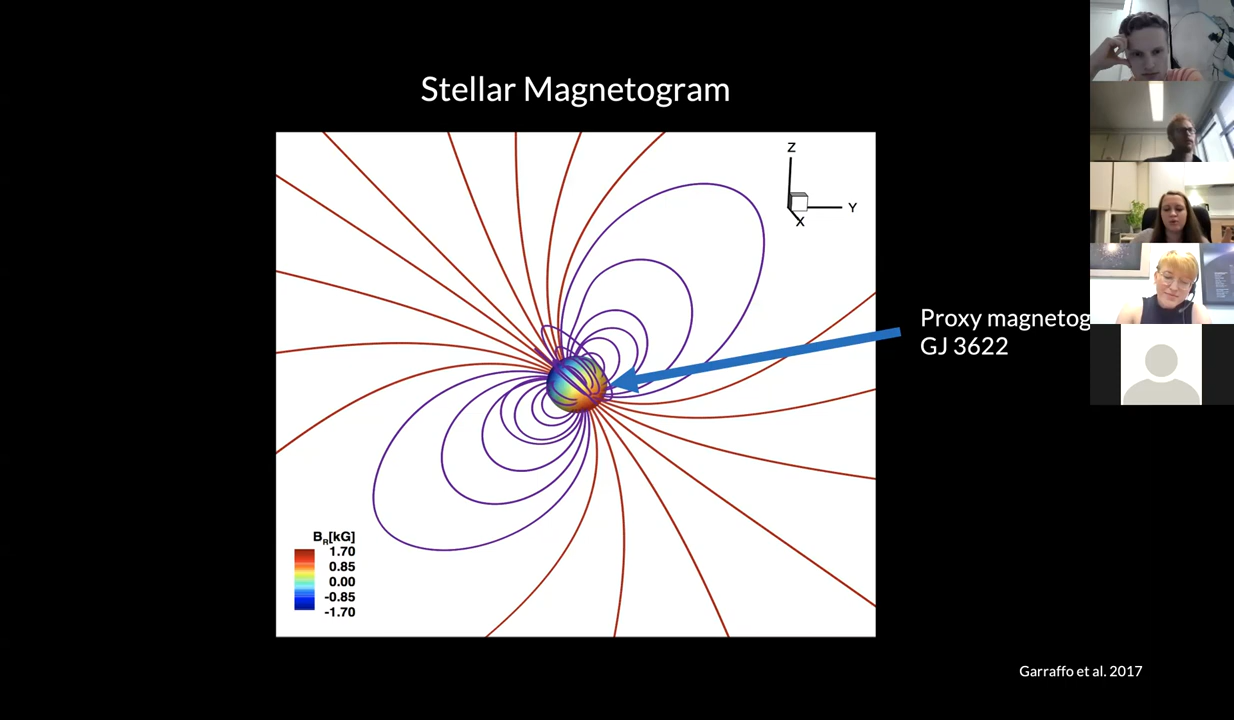 Stellar Magnetogram
Z
Y
X
Proxy magnetog
GJ 3622
B_R[kG]
1.70
0.85
0.00
-0.85
-1.70
Garraffo et al. 2017